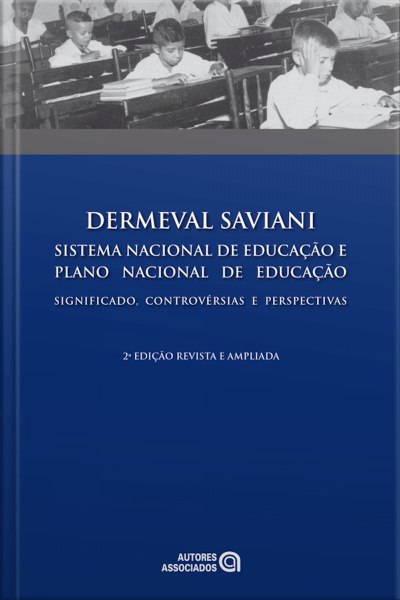 DERMEVAL SAVIANI
SISTEMA NACIONAL DE EDUCAÇÃO E
PLANO NACIONAL DE EDUCAÇÃO
SIGNIFICADO, CONTROVÉRSIAS E PERSPECTIVAS
2ª EDIÇÃO REVISTA E AMPLIADA
AUTORES
ASSOCIADOS